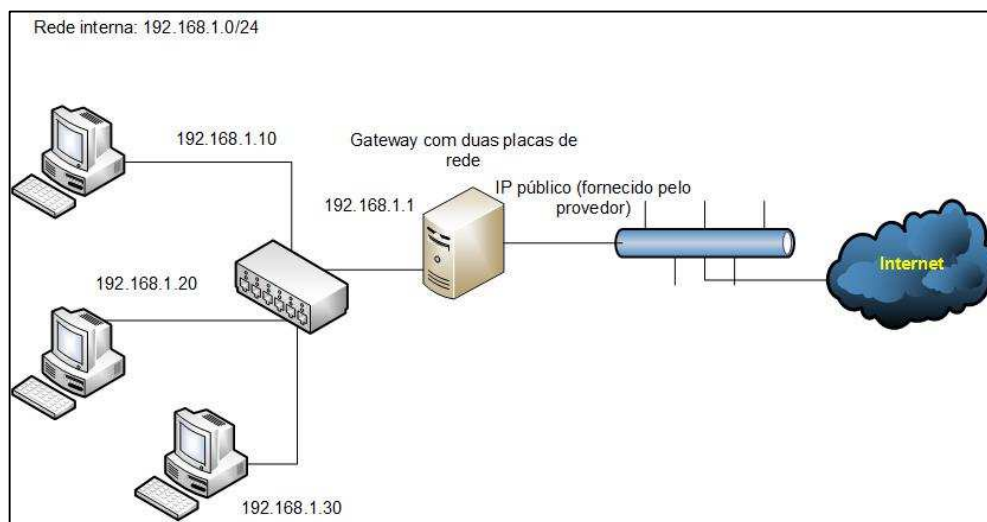 Rede interna: 192.168.1.0/24
192.168.1.10
Gateway com duas placas de
rede
192.168.1.1
IP público (fornecido pelo
provedor)
Internet
192.168.1.20
192.168.1.30